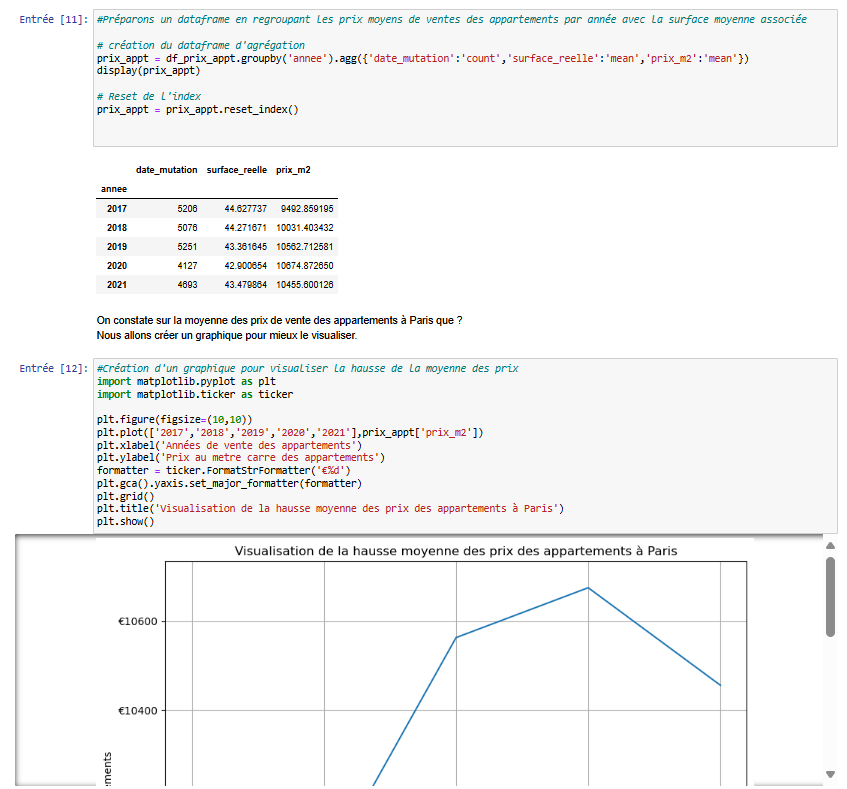 Entrée [11]: #Préparons un dataframe en regroupant les prix moyens de ventes des appartements par année avec la surface moyenne associée
# création du dataframe d'agrégation
prix_appt = df_prix_appt.groupby('annee').agg({'date_mutation':'count','surface_reelle':'mean','prix_m2':'mean'})
display(prix_appt)
# Reset de l'index
prix_appt = prix_appt.reset_index()
date_mutation surface_reelle prix_m2
annee
2017 5206 44.627737 9492.859195
2018 5076 44.271671 10031.403432
2019 5251 43.361645 10562.712581
2020 4127 42.900654 10674.872650
2021 4693 43.479864 10455.600126
On constate sur la moyenne des prix de vente des appartements à Paris que ?
Nous allons créer un graphique pour mieux le visualiser.
Entrée [12]: #Création d'un graphique pour visualiser la hausse de la moyenne des prix
import matplotlib.pyplot as plt
import matplotlib.ticker as ticker
plt.figure(figsize=(10,10))
plt.plot(['2017','2018','2019','2020','2021'],prix_appt['prix_m2'])
plt.xlabel('Années de vente des appartements')
plt.ylabel('Prix au metre carre des appartements')
formatter = ticker.FormatStrFormatter('€%d')
plt.gca().yaxis.set_major_formatter(formatter)
plt.grid()
plt.title('Visualisation de la hausse moyenne des prix des appartements à Paris')
plt.show()
Visualisation de la hausse moyenne des prix des appartements à Paris
€10600
€10400
ements